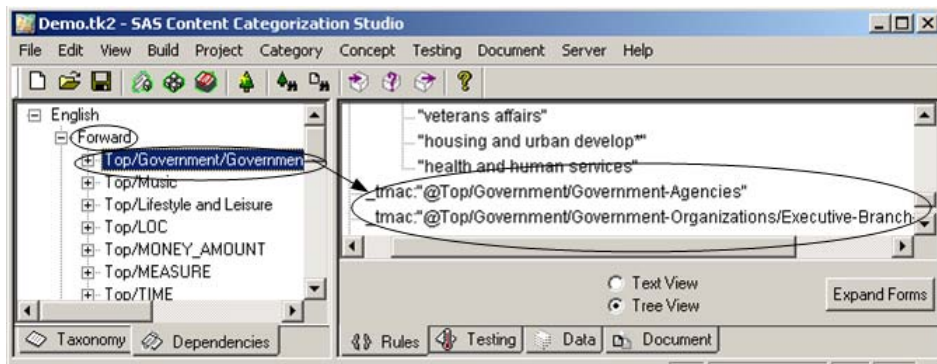 Demo.tk2 - SAS Content Categorization Studio
File Edit View Build Project Category Concept Testing Document Server Help
English
Forward
Top/Government/Governmen
Top/Music
Top/Lifestyle and Leisure
Top/LOC
Top/MONEY_AMOUNT
Top/MEASURE
Top/TIME
Taxonomy Dependencies
"veterans affairs"
"housing and urban develop*"
"health and human services"
_tmac:"@Top/Government/Government-Agencies"
_tmac:"@Top/Government/Government-Organizations/Executive-Branch-
Text View
Tree View
Expand Forms
Rules Testing Data Document